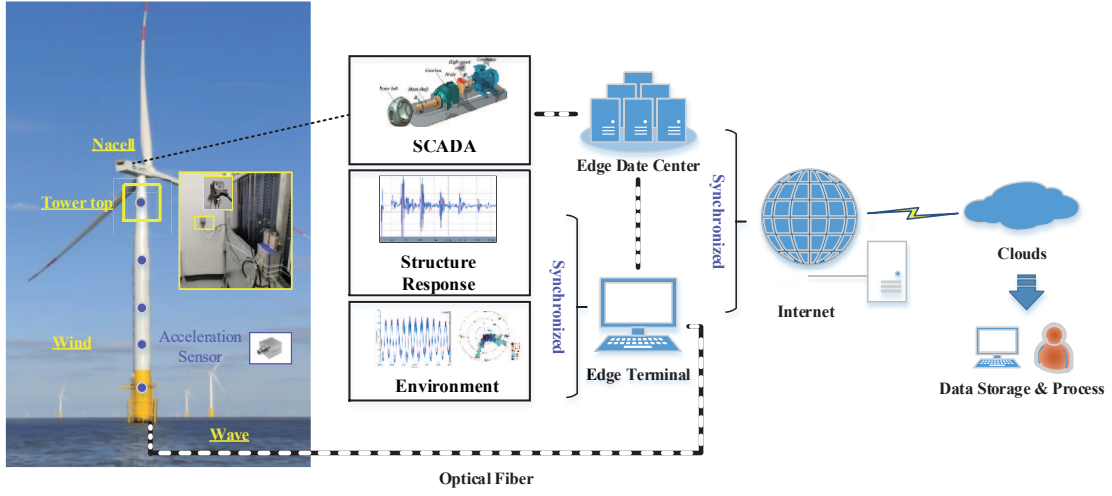 Nacell
Tower top
Wind
Acceleration
Sensor
Wave
SCADA
Structure
Response
Environment
Synchronized
Edge Date Center
Edge Terminal
Synchronized
Internet
Clouds
Data Storage & Process
Optical Fiber